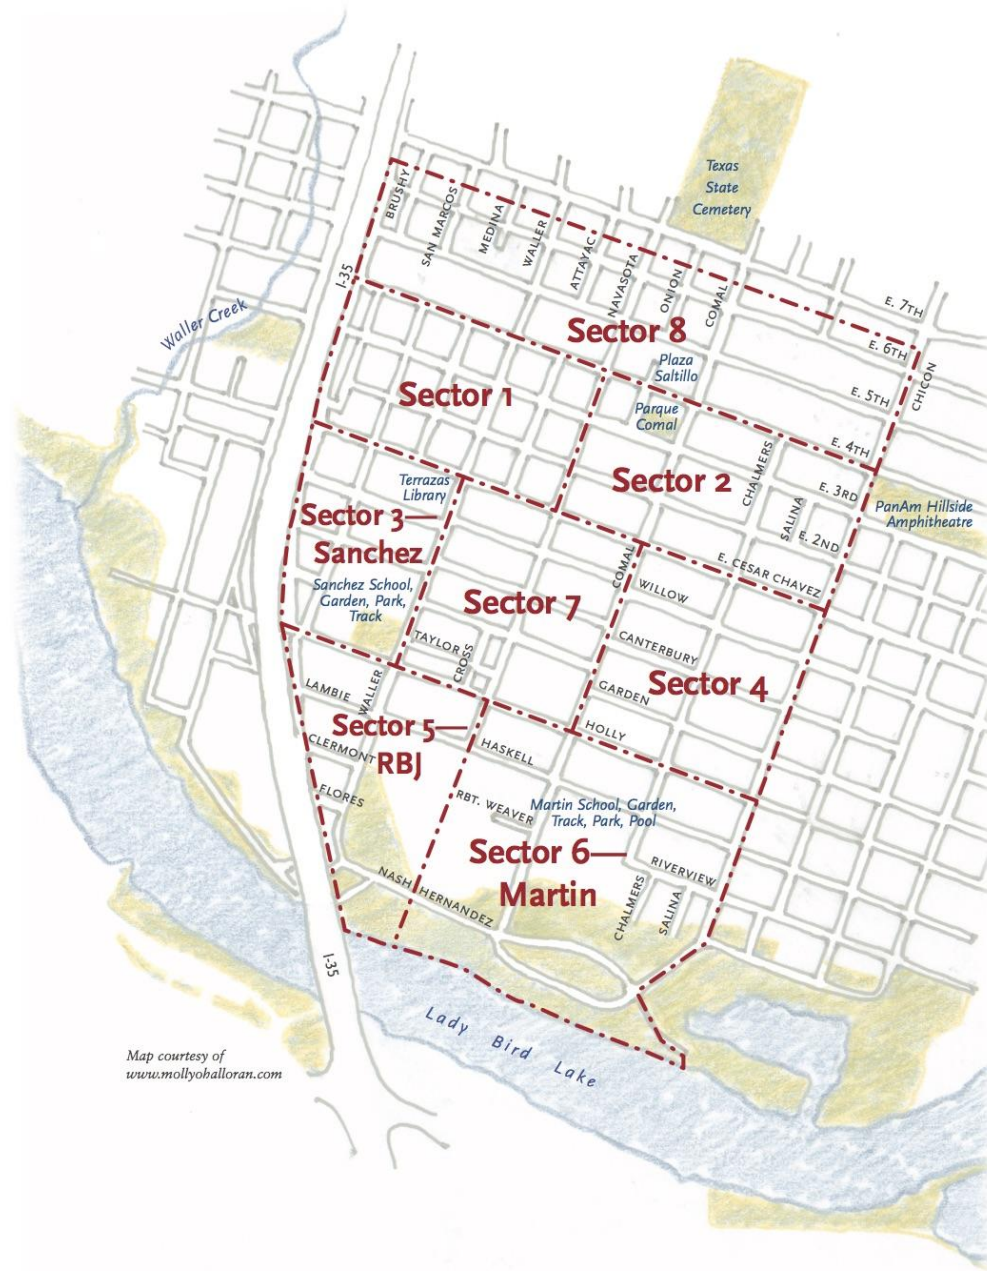 Texas
State
Cemetery
BRUSHY
SAN MARCOS
MEDINA
WALLER
ATTAYAC
NAVASOTA
ONION
COMAL
I-35
E. 7TH
E. 6TH
E. 5TH
E. 4TH
CHICON
Waller Creek
Sector 8
Plaza
Saltillo
Sector 1
Parque
Comal
Sector 2
CHALMERS
SALINA
E. 3RD
E. 2ND
PanAm Hillside
Amphitheatre
Terrazas
Library
Sector 3
Sanchez
Sanchez School,
Garden, Park,
Track
E. CESAR CHAVEZ
COMAL
WILLOW
Sector 7
CANTERBURY
TAYLOR
CROSS
GARDEN
Sector 4
LAMBIE
WALLER
HOLLY
Sector 5
RBJ
CLERMONT
HASKELL
FLORES
RBT. WEAVER
Martin School, Garden,
Track, Park, Pool
Sector 6
Martin
RIVERVIEW
NASH HERNANDEZ
CHALMERS
SALINA
I-35
Lady Bird Lake
Map courtesy of
www.mollyohalloran.com